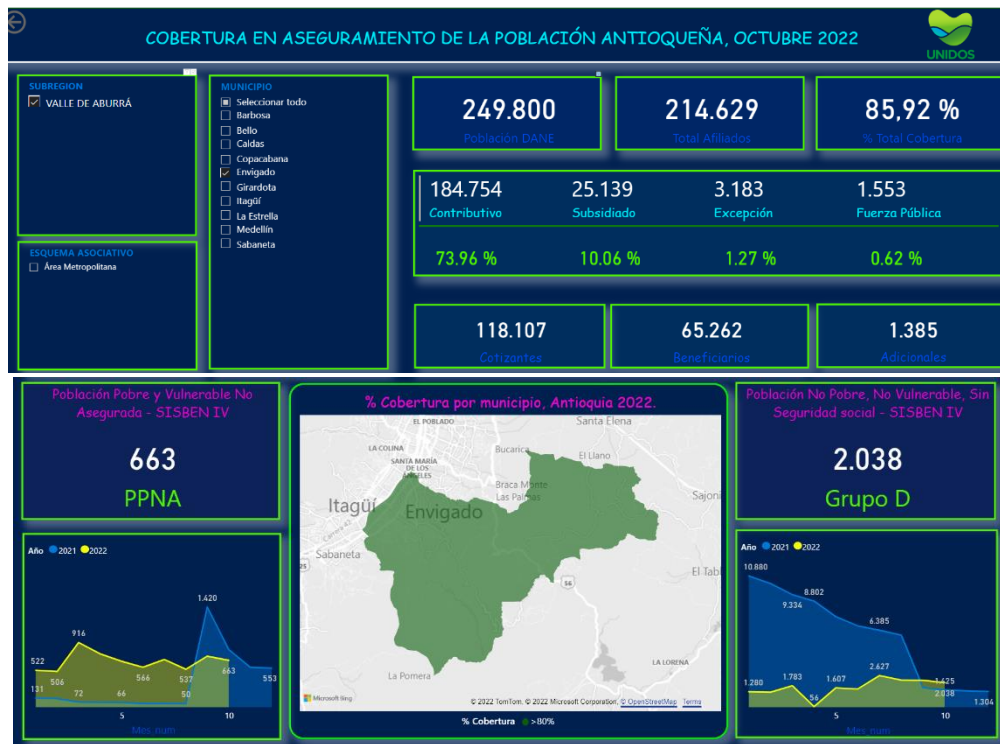 COBERTURA EN ASEGURAMIENTO DE LA POBLACIÓN ANTIOQUEÑA, OCTUBRE 2022
UNIDOS
SUBREGION
VALLE DE ABURRÁ
ESQUEMA ASOCIATIVO
Área Metropolitana
MUNICIPIO
Seleccionar todo
Barbosa
Bello
Caldas
Copacabana
Envigado
Girardota
Itagüí
La Estrella
Medellín
Sabaneta
249.800
Población DANE
214.629
Total Afiliados
85,92 %
% Total Cobertura
184.754
Contributivo
73.96 %
25.139
Subsidiado
10.06 %
3.183
Excepción
1.27 %
1.553
Fuerza Pública
0.62 %
118.107
Cotizantes
65.262
Beneficiarios
1.385
Adicionales
Población Pobre y Vulnerable No
Asegurada - SISBEN IV
663
PPNA
Año 2021 2022
1.420
916
522
506
566
537
663
553
131
72
66
50
5
10
Mes_num
% Cobertura por municipio, Antioquia 2022.
EL POBLADO
Santa Elena
LA COLINA
Bucarica
El Llano
SANTA MARÍA
DE LOS
ÁNGELES
Braca Monte
Las Palmas
Sajoni
Itagüí
Envigado
Carrera 43
Sabaneta
25
El Tabl
56
LA LORENA
La Pomera
Microsoft Bing
© 2022 TomTom, © 2022 Microsoft Corporation, © OpenStreetMap Terms
% Cobertura >80%
Población No Pobre, No Vulnerable, Sin
Seguridad social - SISBEN IV
2.038
Grupo D
Año 2021 2022
10.880
9.334
8.802
6.385
2.627
1.280
1.783
56
1.607
1.425
2.038
1.304
5
10
Mes_num